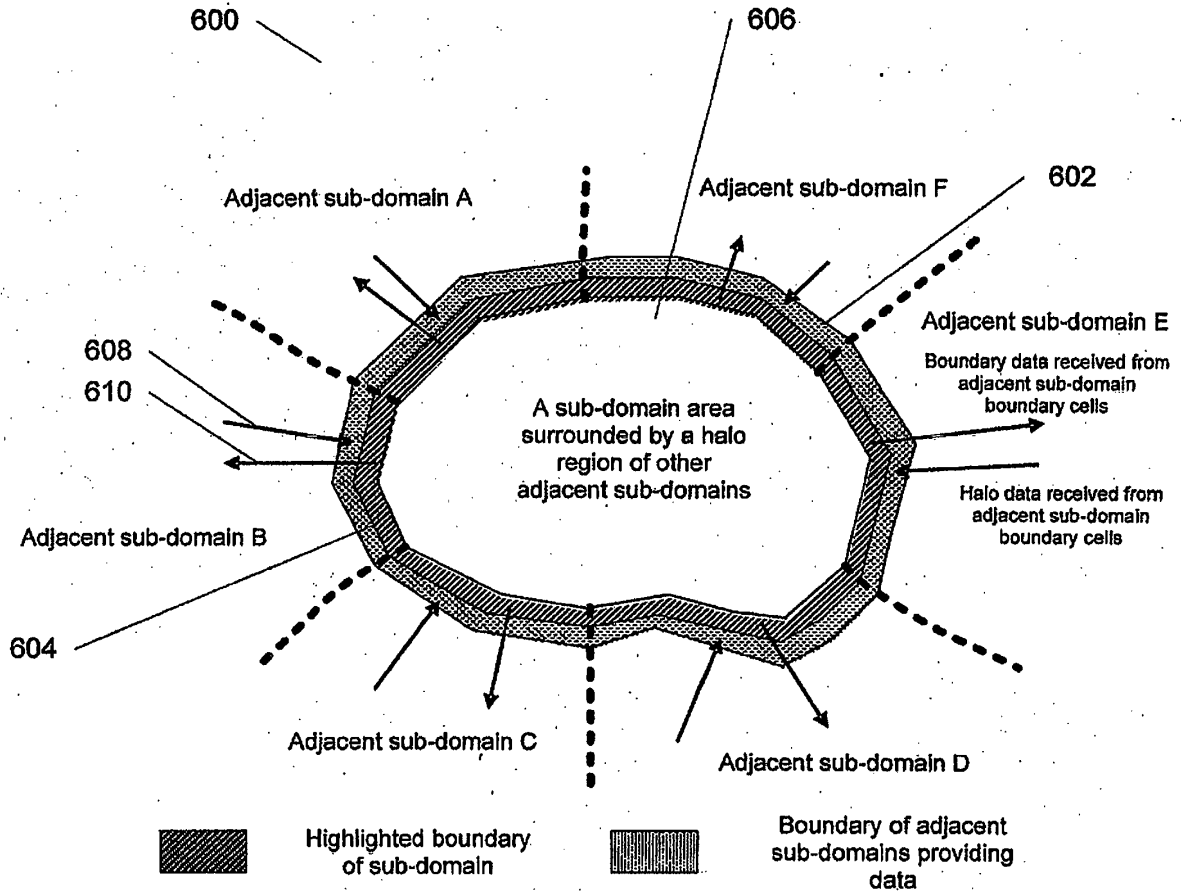 600
606
Adjacent sub-domain A
Adjacent sub-domain F
602
Adjacent sub-domain E
608
610
Boundary data received from
adjacent sub-domain
boundary cells
A sub-domain area
surrounded by a halo
region of other
adjacent sub-domains
Halo data received from
adjacent sub-domain
boundary cells
Adjacent sub-domain B
604
Adjacent sub-domain C
Adjacent sub-domain D
Highlighted boundary
of sub-domain
Boundary of adjacent
sub-domains providing
data